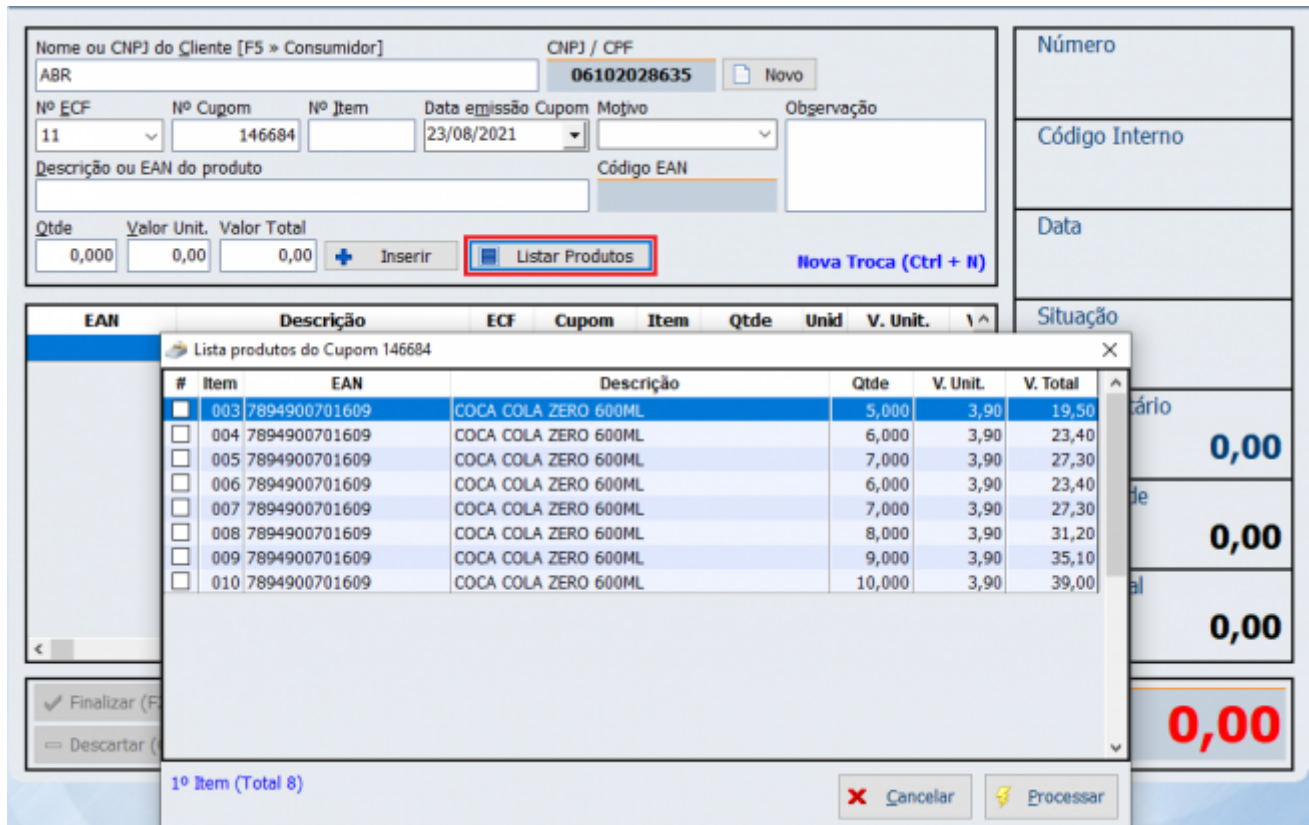 Nome ou CNPJ do Cliente [F5 » Consumidor] CNPJ / CPF
ABR 06102028635 Novo
Nº ECF Nº Cupom Nº Item Data emissão Cupom Motivo Observação
11 146684 23/08/2021
Descrição ou EAN do produto Código EAN
Qtde Valor Unit. Valor Total
0,000 0,00 0,00 Inserir Listar Produtos Nova Troca (Ctrl + N)
Número
Código Interno
Data
Situação
EAN Descrição ECF Cupom Item Qtde Unid V. Unit.
Lista produtos do Cupom 146684
# Item EAN Descrição Qtde V. Unit. V. Total
003 7894900701609 COCA COLA ZERO 600ML 5,000 3,90 19,50
004 7894900701609 COCA COLA ZERO 600ML 6,000 3,90 23,40
005 7894900701609 COCA COLA ZERO 600ML 7,000 3,90 27,30
006 7894900701609 COCA COLA ZERO 600ML 6,000 3,90 23,40
007 7894900701609 COCA COLA ZERO 600ML 7,000 3,90 27,30
008 7894900701609 COCA COLA ZERO 600ML 8,000 3,90 31,20
009 7894900701609 COCA COLA ZERO 600ML 9,000 3,90 35,10
010 7894900701609 COCA COLA ZERO 600ML 10,000 3,90 39,00
tário
0,00
de
0,00
al
0,00
Finalizar (F
Descartar (
0,00
1º Item (Total 8)
Cancelar Processar